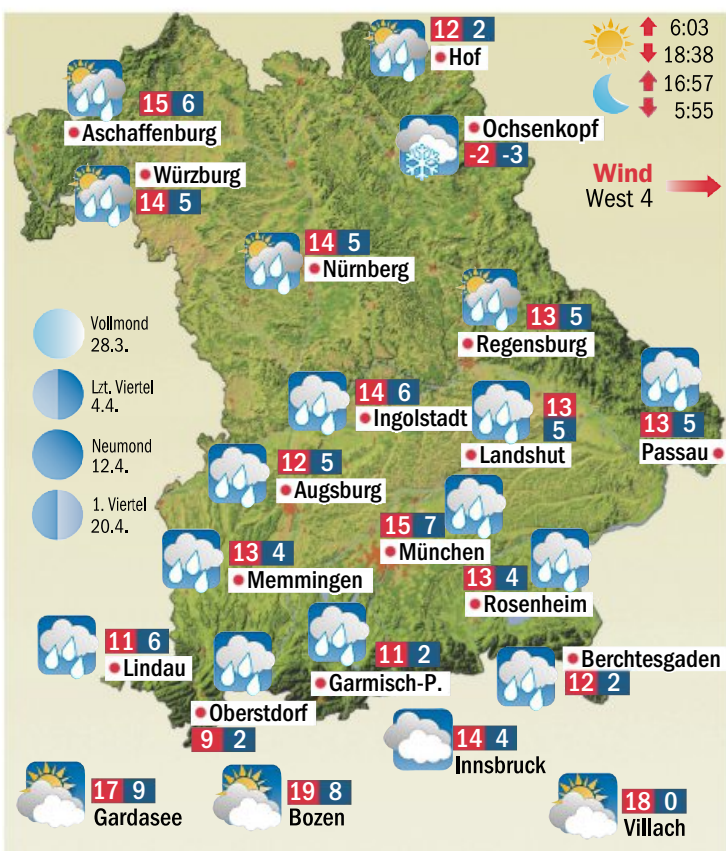 12 2
Hof
6:03
18:38
16:57
5:55
15 6
Aschaffenburg
Ochsenkopf
-2 -3
Würzburg
14 5
Wind
West 4
14 5
Nürnberg
Vollmond
28.3.
Lzt. Viertel
4.4.
Neumond
12.4.
1. Viertel
20.4.
13 5
Regensburg
14 6
Ingolstadt
13
5
Landshut
13 5
Passau
12 5
Augsburg
15 7
München
13 4
Memmingen
13 4
Rosenheim
11 6
Lindau
11 2
Garmisch-P.
Berchtesgaden
12 2
Oberstdorf
9 2
14 4
Innsbruck
17 9
Gardasee
19 8
Bozen
18 0
Villach